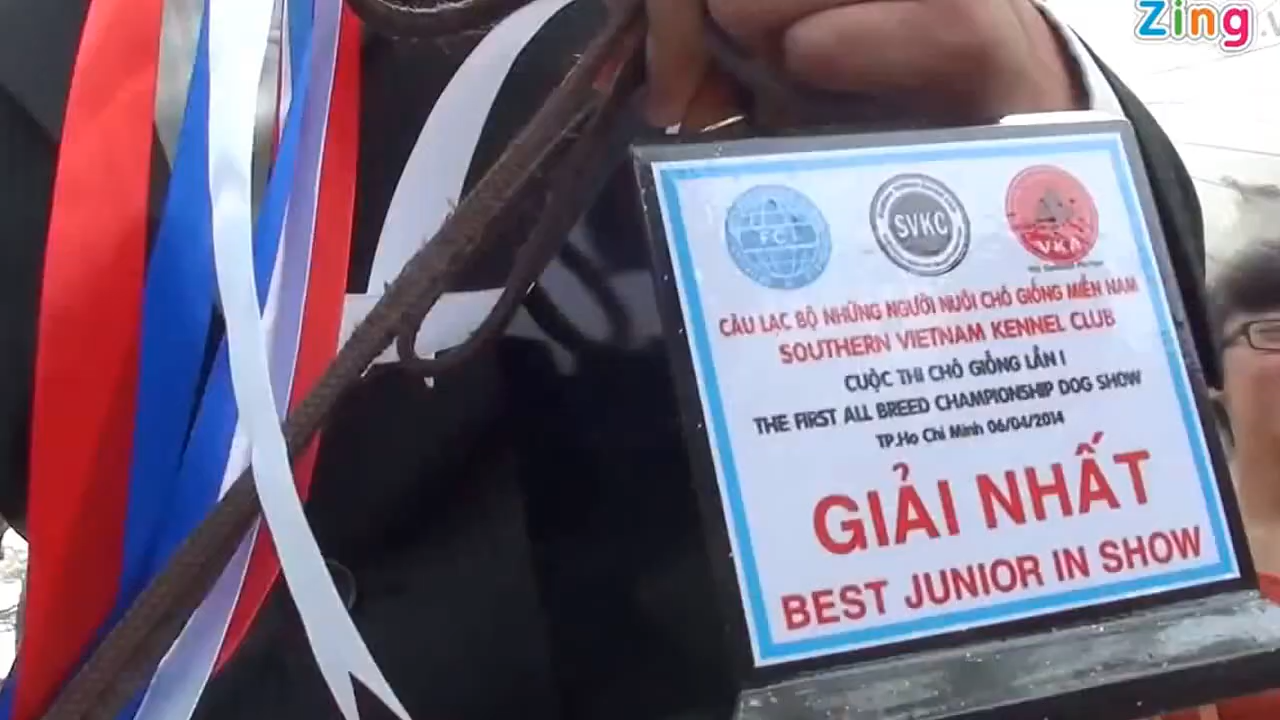 Zing
FCI
SVKC
VKA
CÂU LẠC BỘ NHỮNG NGƯỜI NUÔI CHÓ GIỐNG MIỀN NAM
SOUTHERN VIETNAM KENNEL CLUB
CUỘC THI CHÓ GIỐNG LẦN I
THE FIRST ALL BREED CHAMPIONSHIP DOG SHOW
TP.Ho Chi Minh 06/04/2014
GIẢI NHẤT
BEST JUNIOR IN SHOW